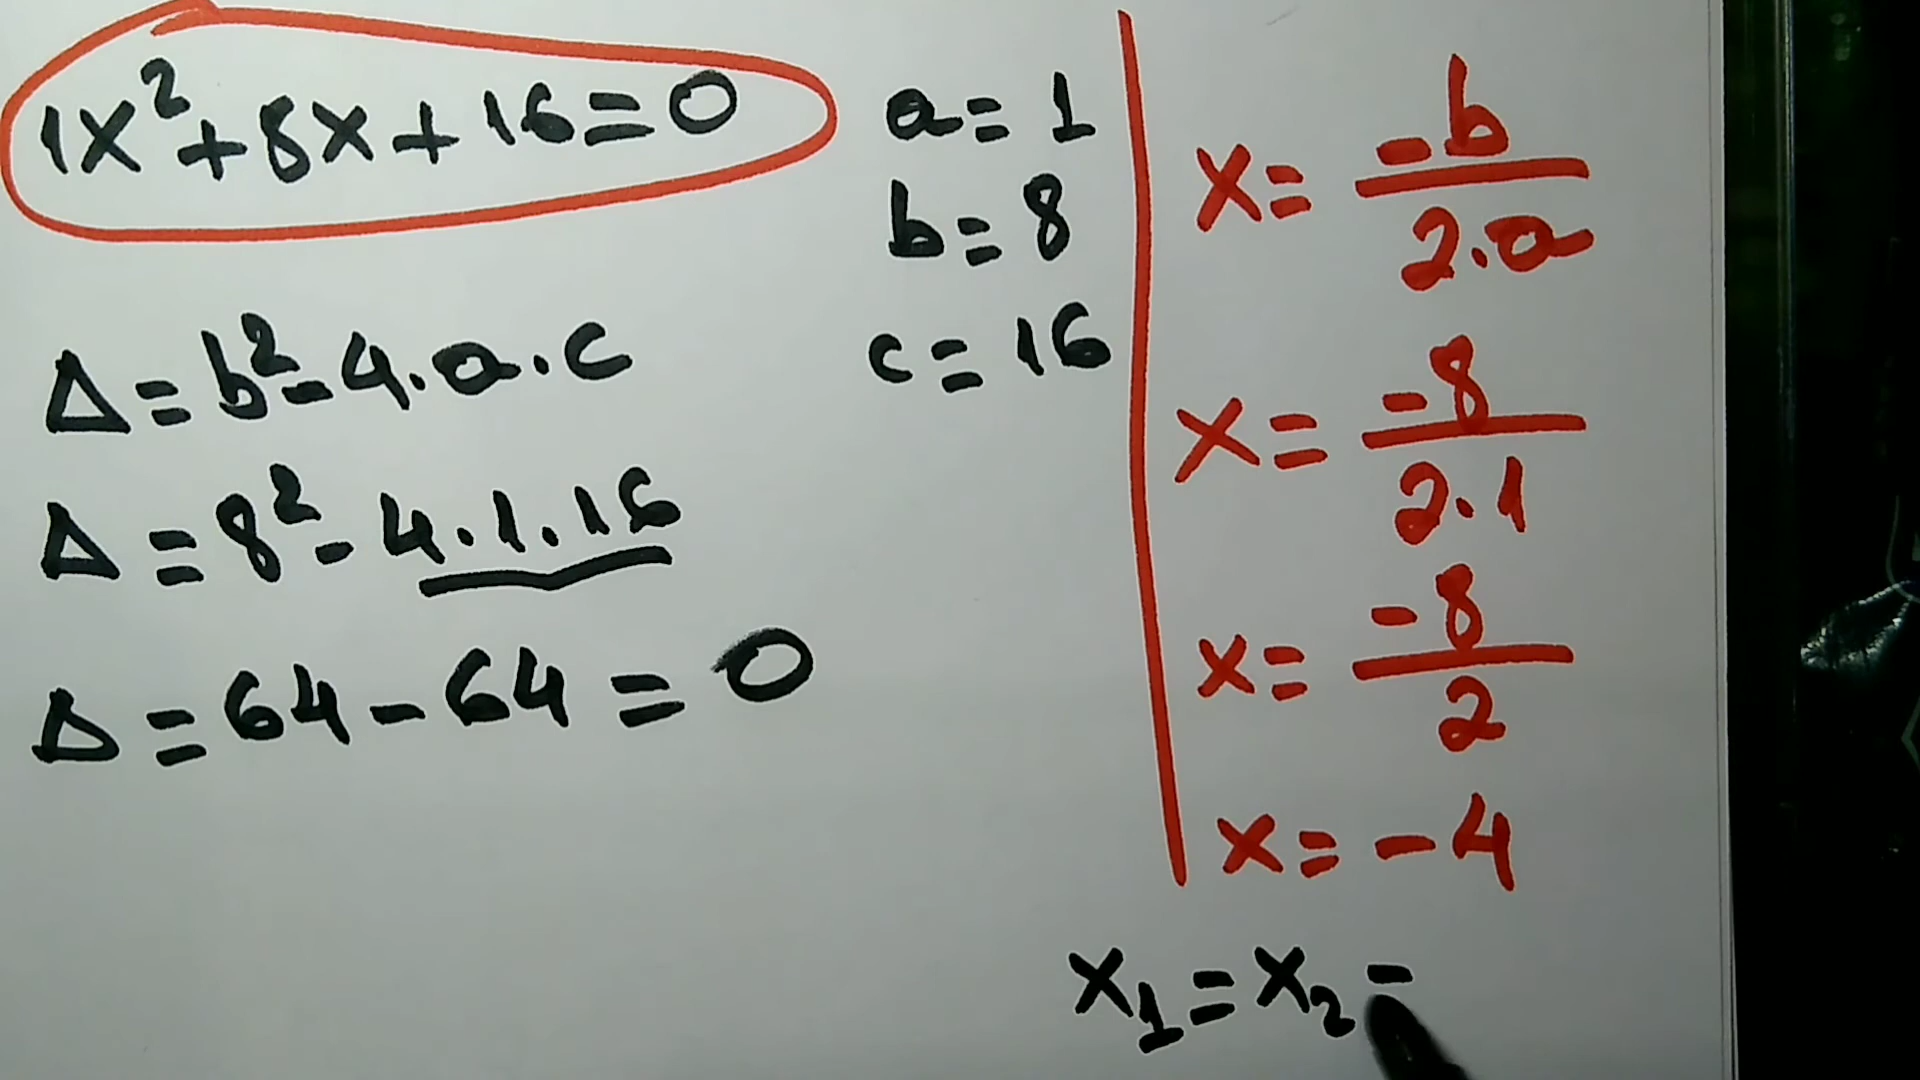 1x²+8x+16=0
a=1
b=8
c=16
Δ=b²-4.a.c
Δ=8²-4.1.16
Δ=64-64=0
x=-b/2.a
x=-8/2.1
x=-8/2
x=-4
x₁=x₂=